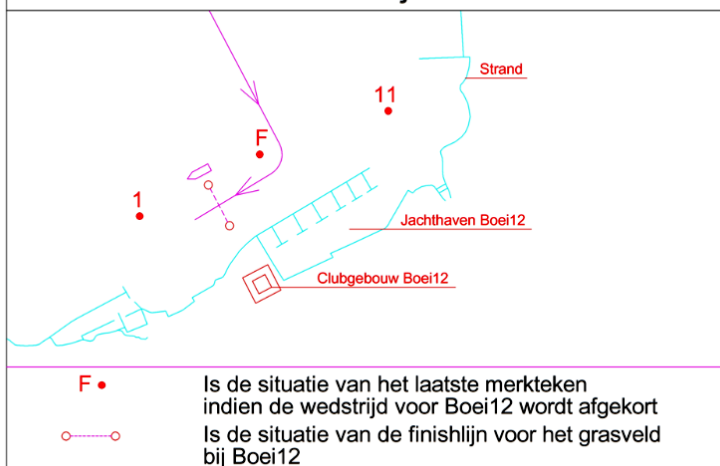 Strand
11
F
1
Jachthaven Boei12
Clubgebouw Boei12
F
Is de situatie van het laatste merkteken
indien de wedstrijd voor Boei12 wordt afgekort
Is de situatie van de finishlijn voor het grasveld
bij Boei12